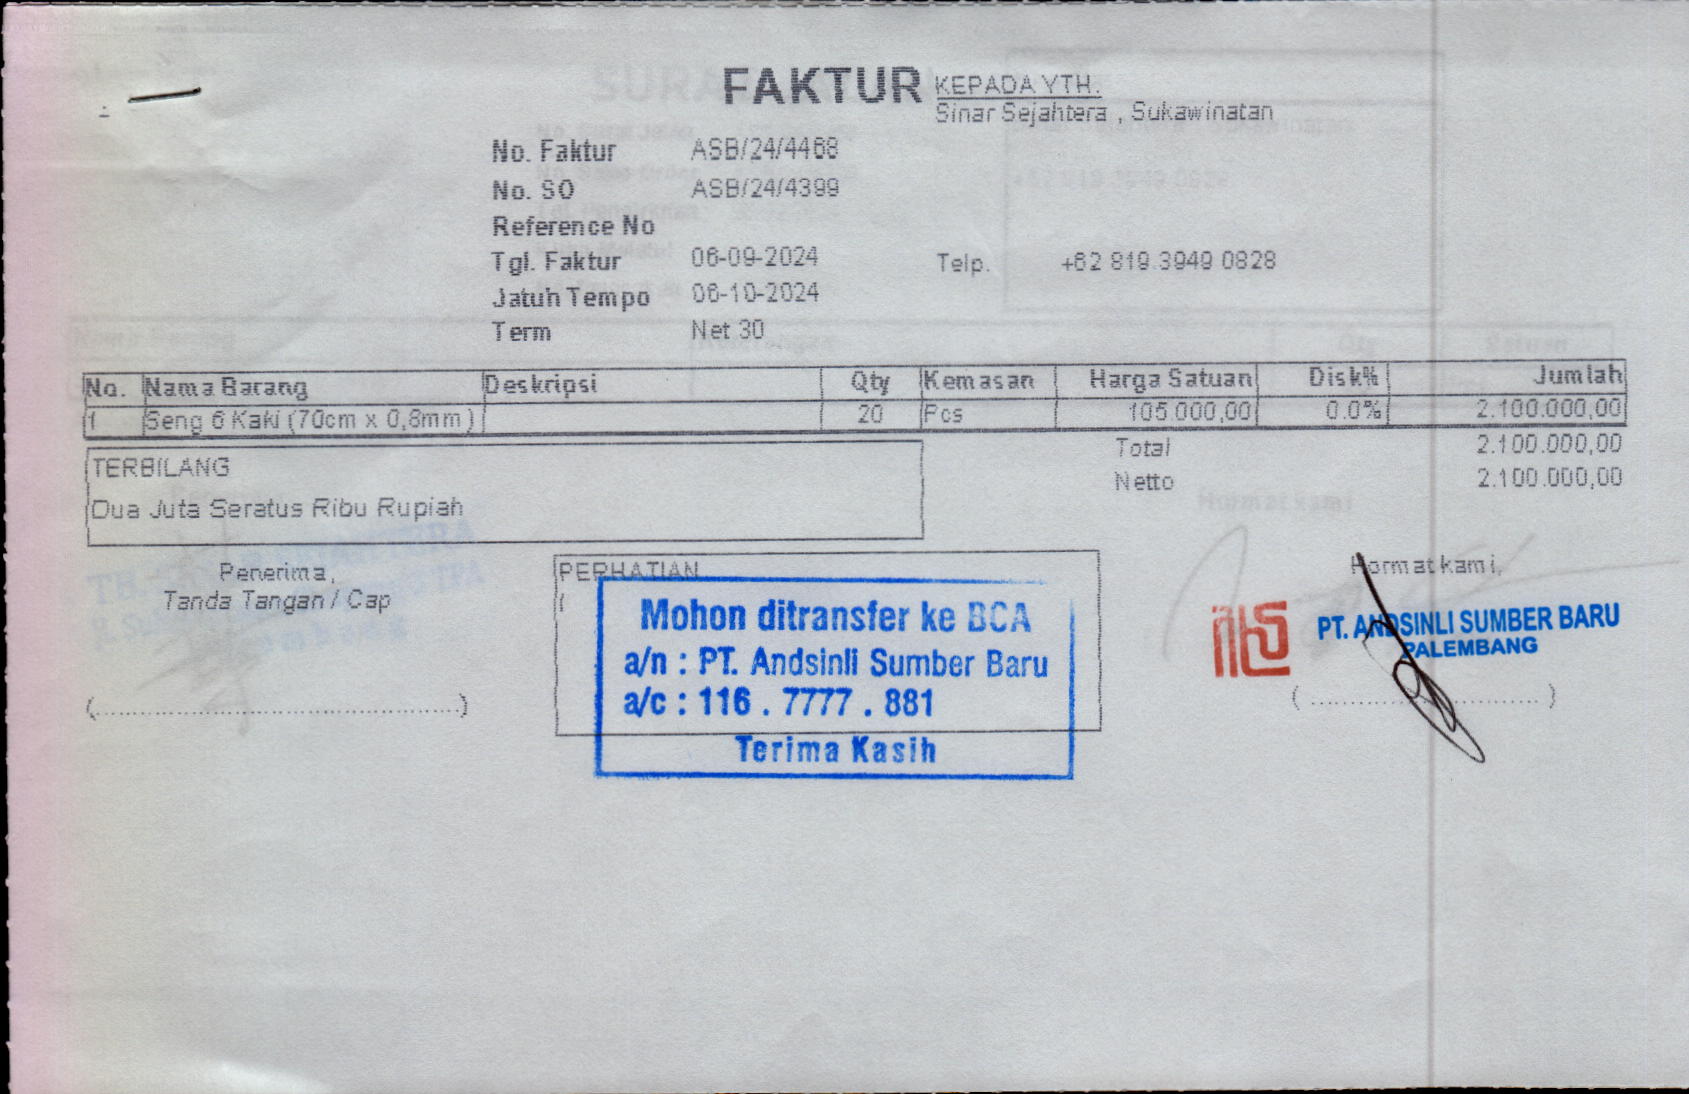 FAKTUR
KEPADA YTH.
Sinar Sejahtera , Sukawinatan
No. Faktur ASB/24/4468
No. SO ASB/24/4399
Reference No
Tgl. Faktur 06-09-2024
Telp. +62 819 3949 0828
Jatuh Tempo 06-10-2024
Term Net 30
No. Nama Barang Deskripsi Qty Kemasan Harga Satuan Disk% Jumlah
1 Seng 6 Kaki (70cm x 0,8mm) 20 Pcs 105.000,00 0.0% 2.100.000,00
Total 2.100.000,00
Netto 2.100.000,00
TERBILANG
Dua Juta Seratus Ribu Rupiah
Penerima,
Tanda Tangan / Cap
(..................................................)
PERHATIAN
Mohon ditransfer ke BCA
a/n : PT. Andsinli Sumber Baru
a/c : 116 . 7777 . 881
Terima Kasih
Hormat kami,
PT. ANDSINLI SUMBER BARU
PALEMBANG
( ................................ )